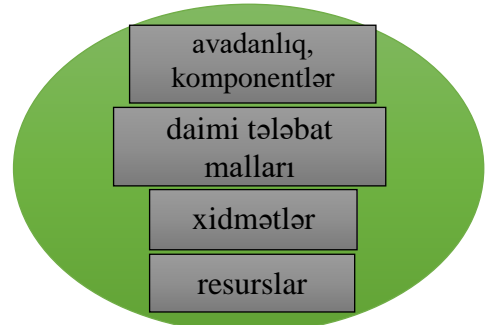 avadanlıq,
komponentlər
daimi tələbat
malları
xidmətlər
resurslar